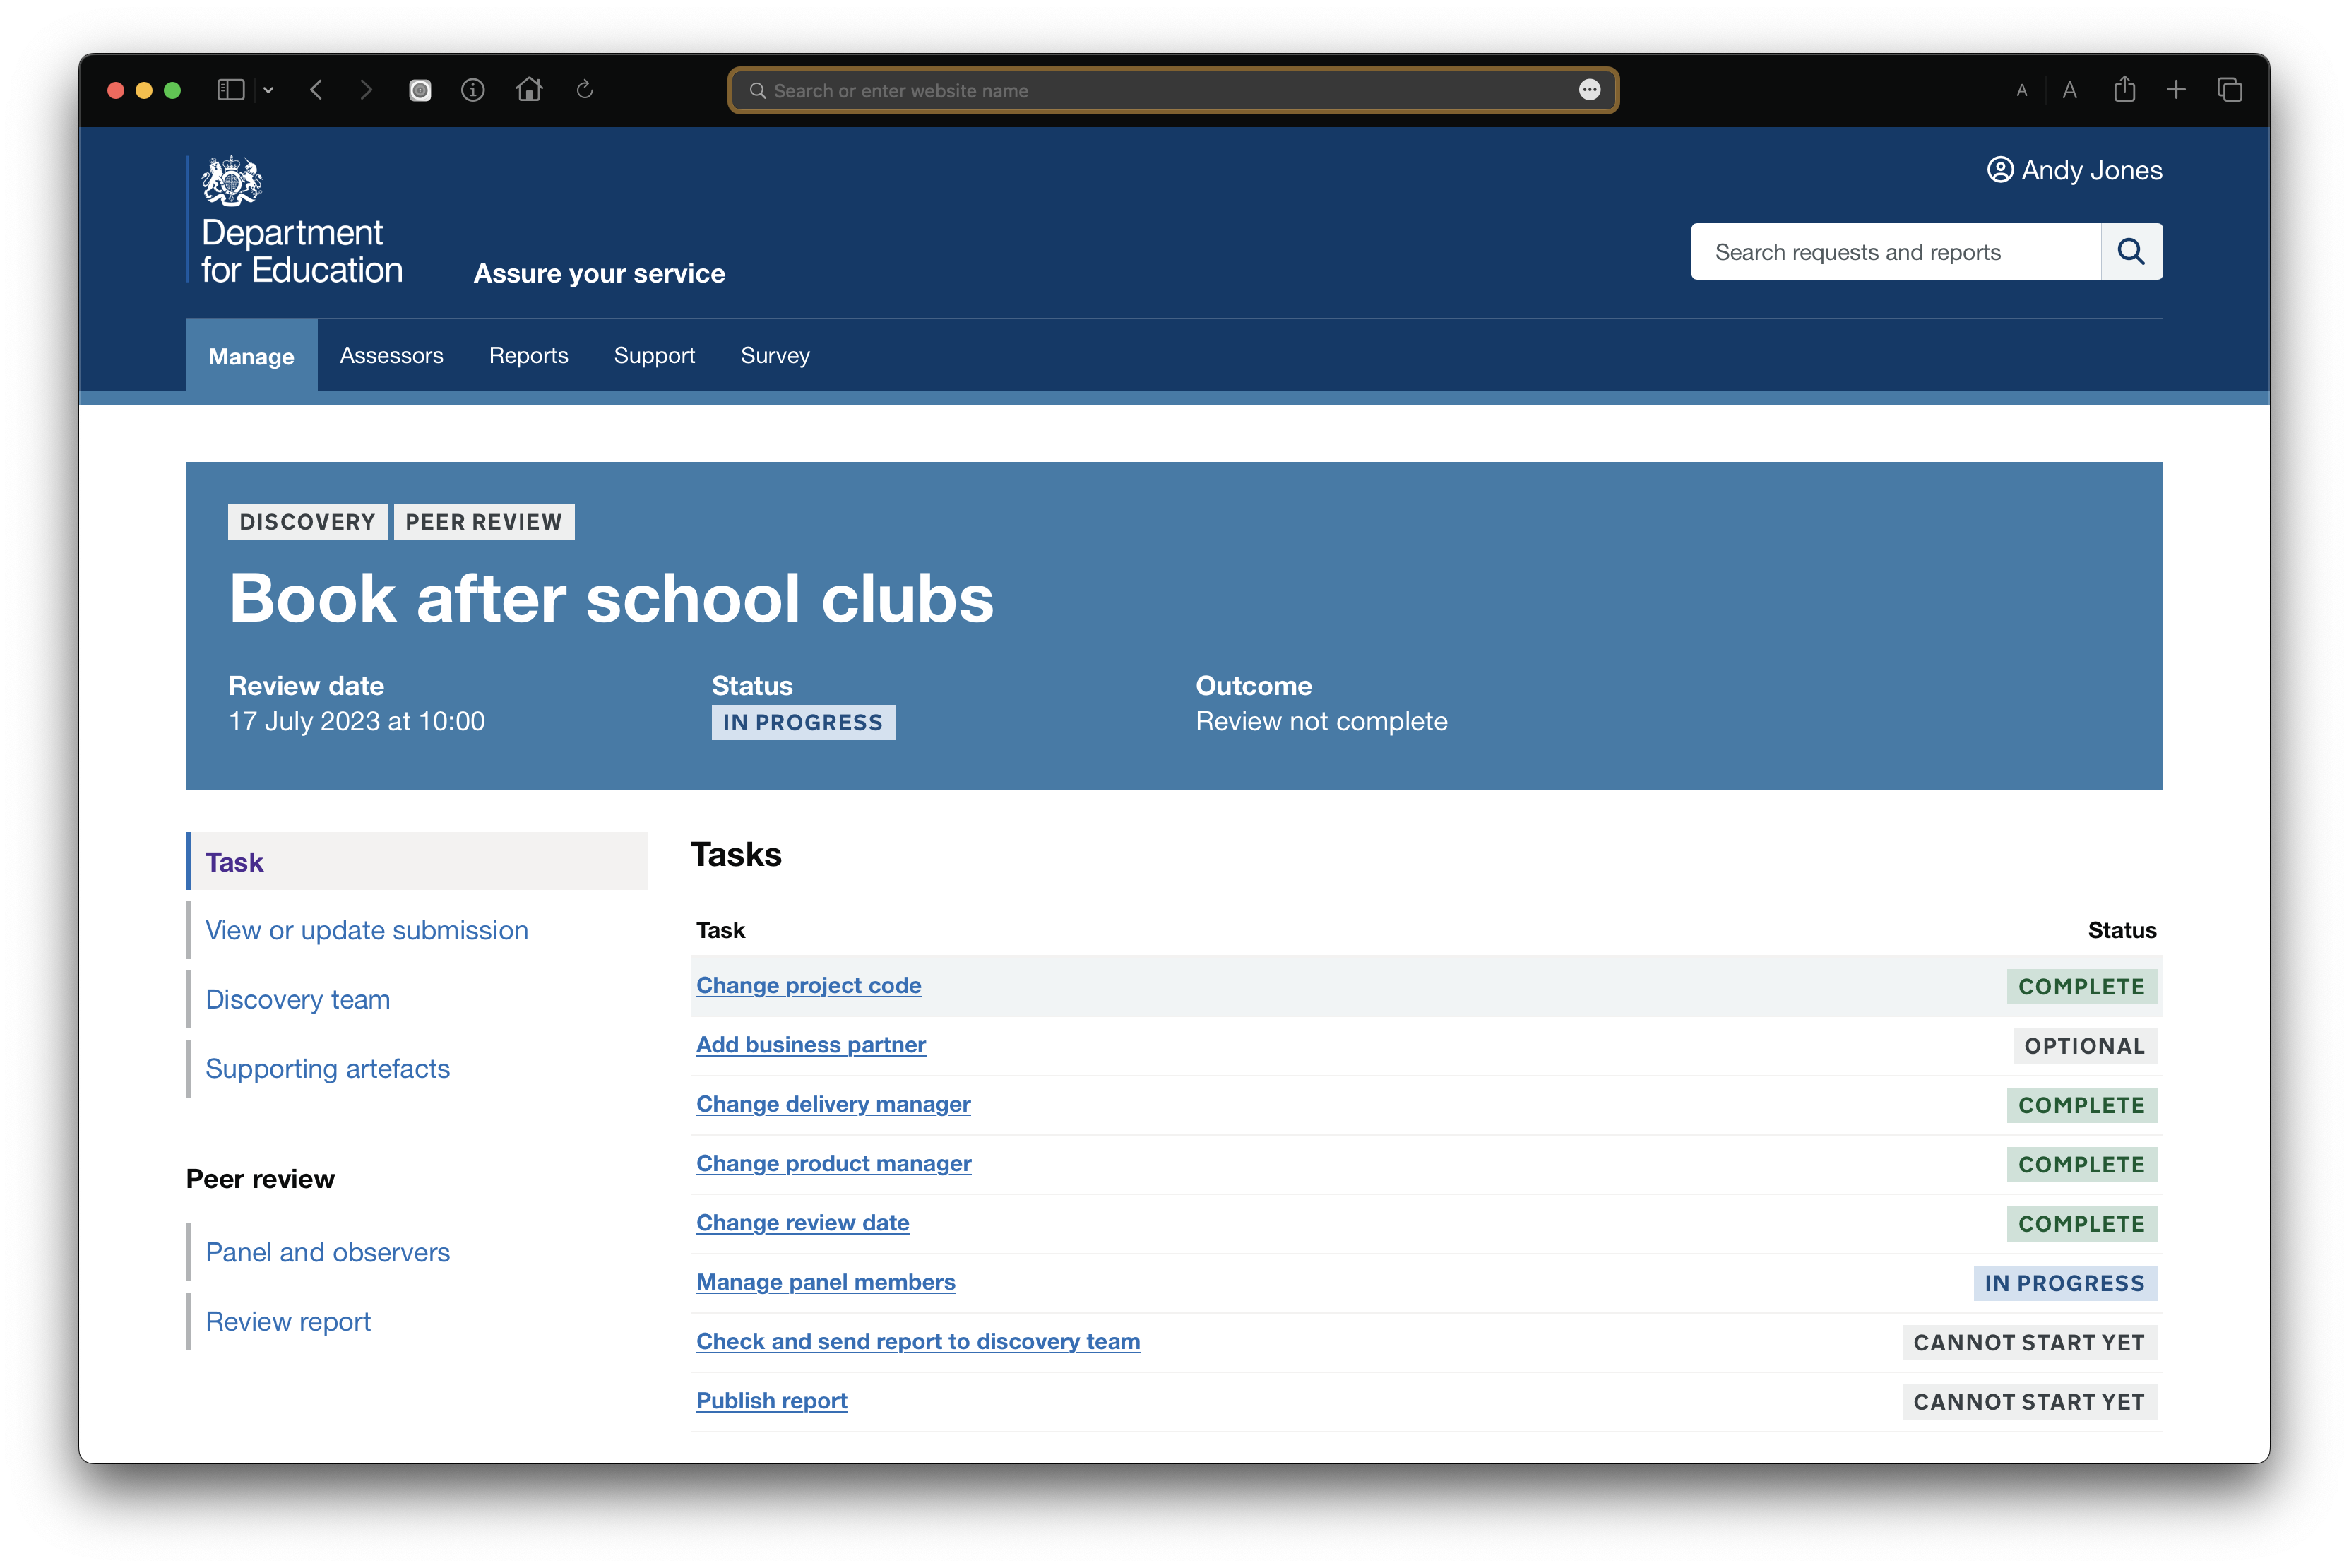 Search or enter website name
A A
Department
for Education
Assure your service
Andy Jones
Search requests and reports
Manage Assessors Reports Support Survey
DISCOVERY PEER REVIEW
Book after school clubs
Review date Status Outcome
17 July 2023 at 10:00 IN PROGRESS Review not complete
Task
View or update submission
Discovery team
Supporting artefacts
Peer review
Panel and observers
Review report
Tasks
Task Status
Change project code COMPLETE
Add business partner OPTIONAL
Change delivery manager COMPLETE
Change product manager COMPLETE
Change review date COMPLETE
Manage panel members IN PROGRESS
Check and send report to discovery team CANNOT START YET
Publish report CANNOT START YET